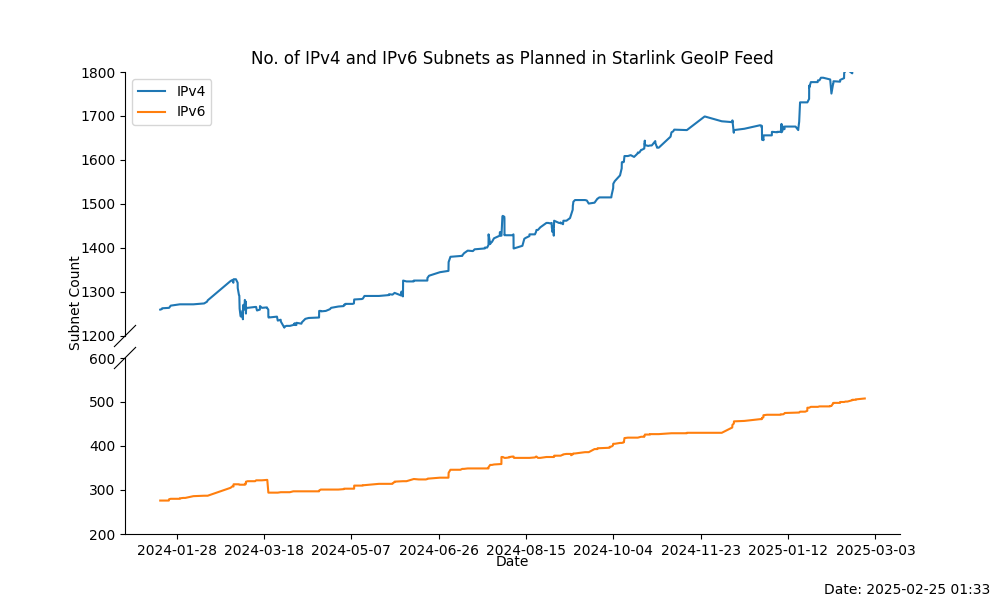 No. of IPv4 and IPv6 Subnets as Planned in Starlink GeoIP Feed
IPv4
IPv6
1800
1700
1600
1500
1400
1300
1200
600
500
400
300
200
Subnet Count
2024-01-28 2024-03-18 2024-05-07 2024-06-26 2024-08-15 2024-10-04 2024-11-23 2025-01-12 2025-03-03
Date
Date: 2025-02-25 01:33